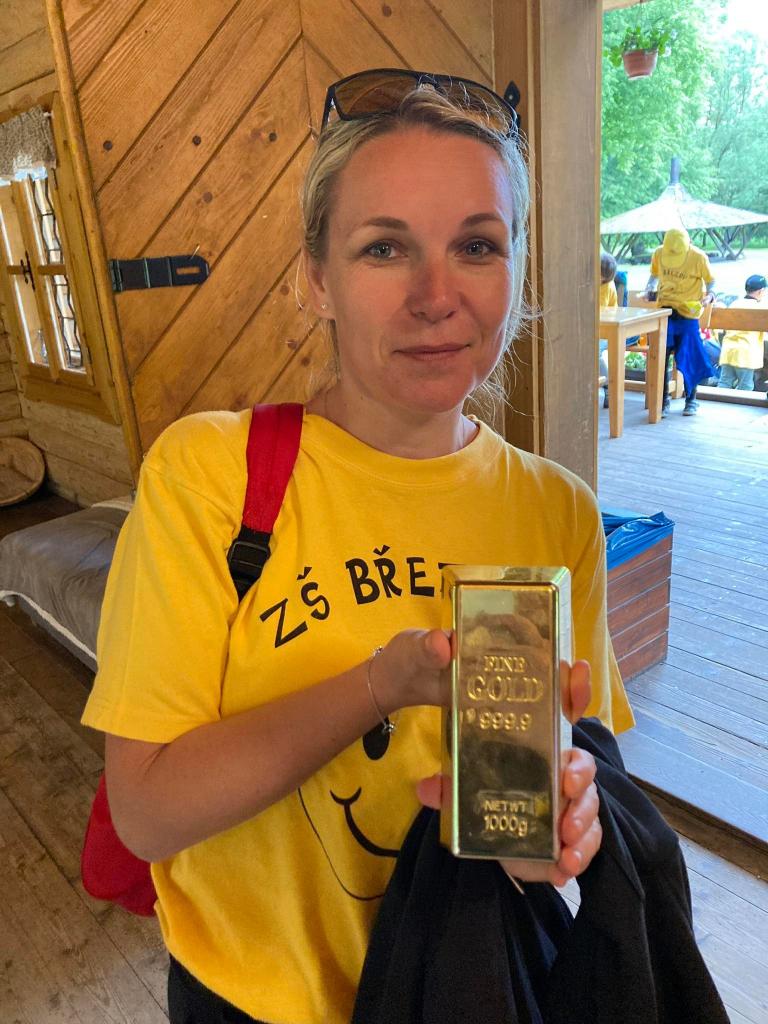 ZŠ BŘE
FINE
GOLD
999.9
NET WT
1000g